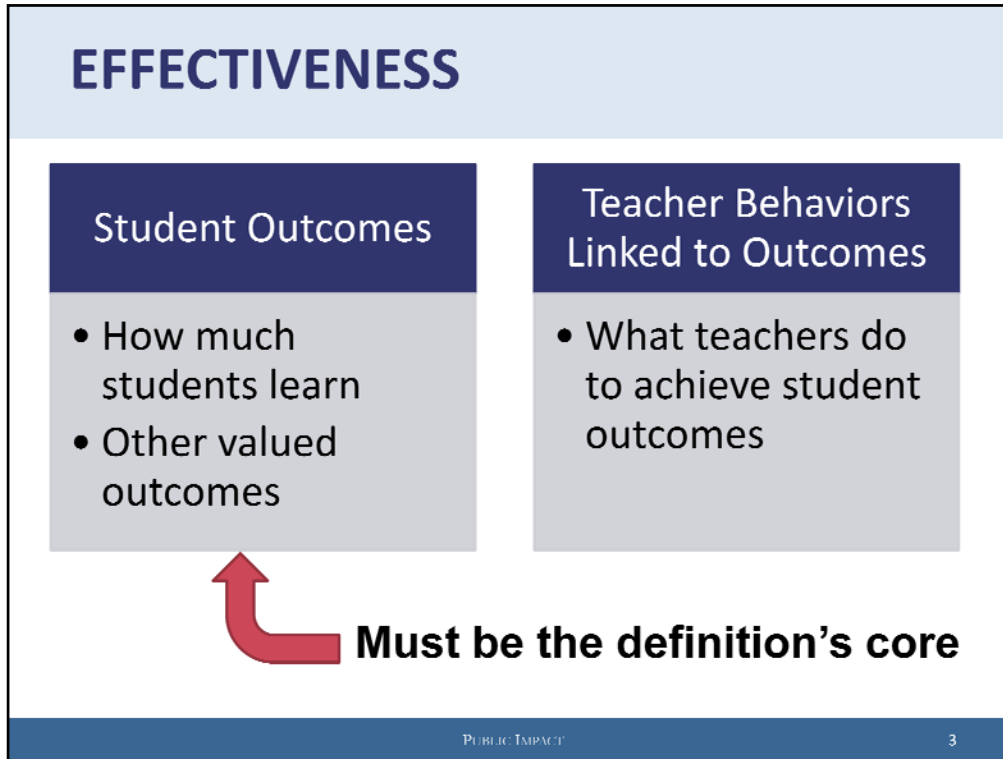 EFFECTIVENESS
Student Outcomes
• How much
students learn
• Other valued
outcomes
Teacher Behaviors
Linked to Outcomes
• What teachers do
to achieve student
outcomes
Must be the definition’s core
PUBLIC IMPACT
3